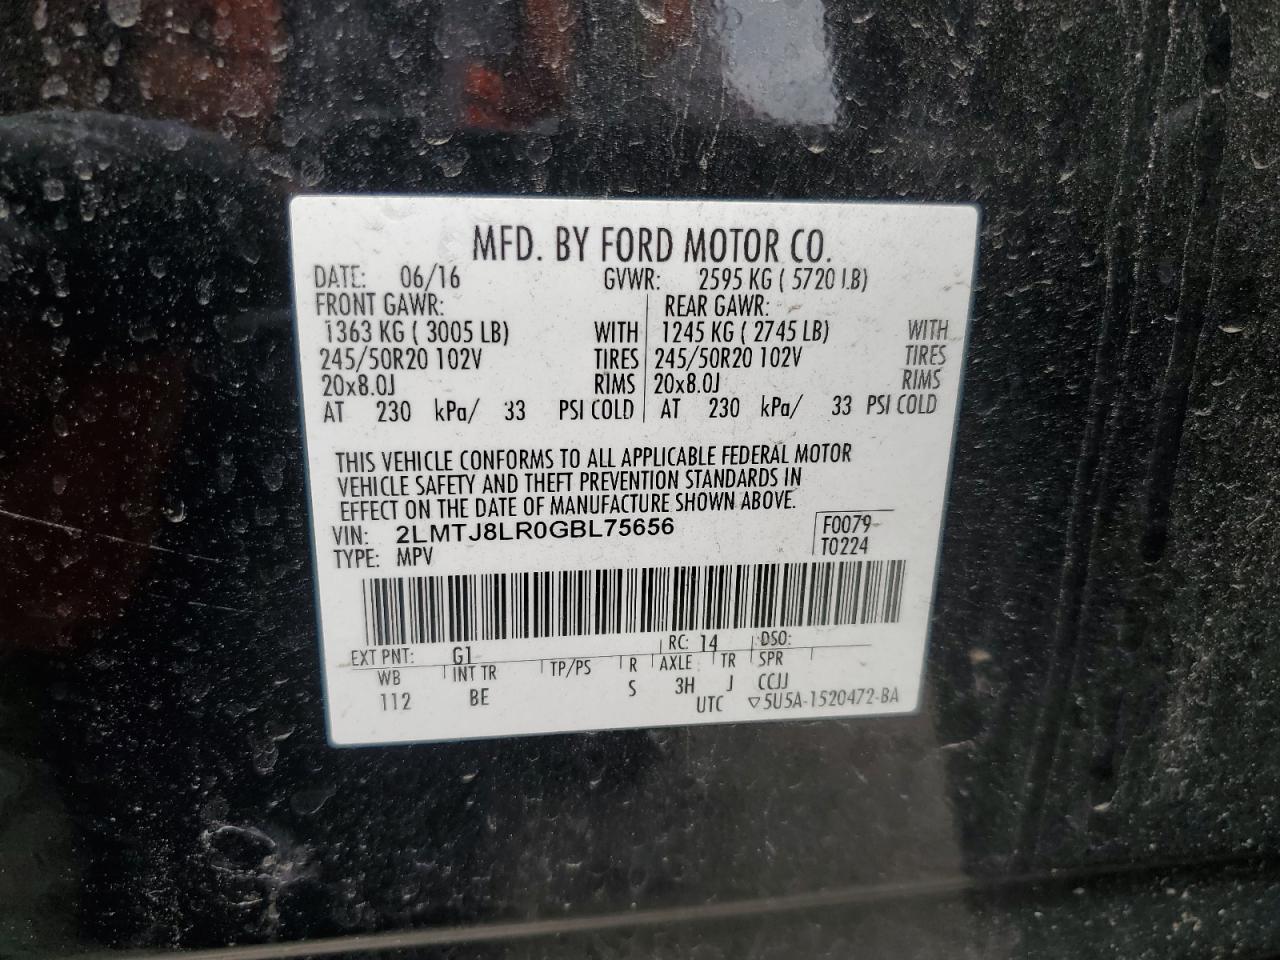 MFD. BY FORD MOTOR CO.
DATE: 06/16 GVWR: 2595 KG ( 5720 LB)
FRONT GAWR: REAR GAWR:
1363 KG ( 3005 LB) WITH 1245 KG ( 2745 LB) WITH
245/50R20 102V TIRES 245/50R20 102V TIRES
20x8.0J RIMS 20x8.0J RIMS
AT 230 kPa/ 33 PSI COLD AT 230 kPa/ 33 PSI COLD
THIS VEHICLE CONFORMS TO ALL APPLICABLE FEDERAL MOTOR
VEHICLE SAFETY AND THEFT PREVENTION STANDARDS IN
EFFECT ON THE DATE OF MANUFACTURE SHOWN ABOVE.
VIN: 2LMTJ8LR0GBL75656 F0079
TYPE: MPV T0224
EXT PNT: G1 RC: 14 DSO:
WB INT TR TP/PS R AXLE TR SPR
112 BE S 3H J CCJJ
UTC ▽5U5A-1520472-BA